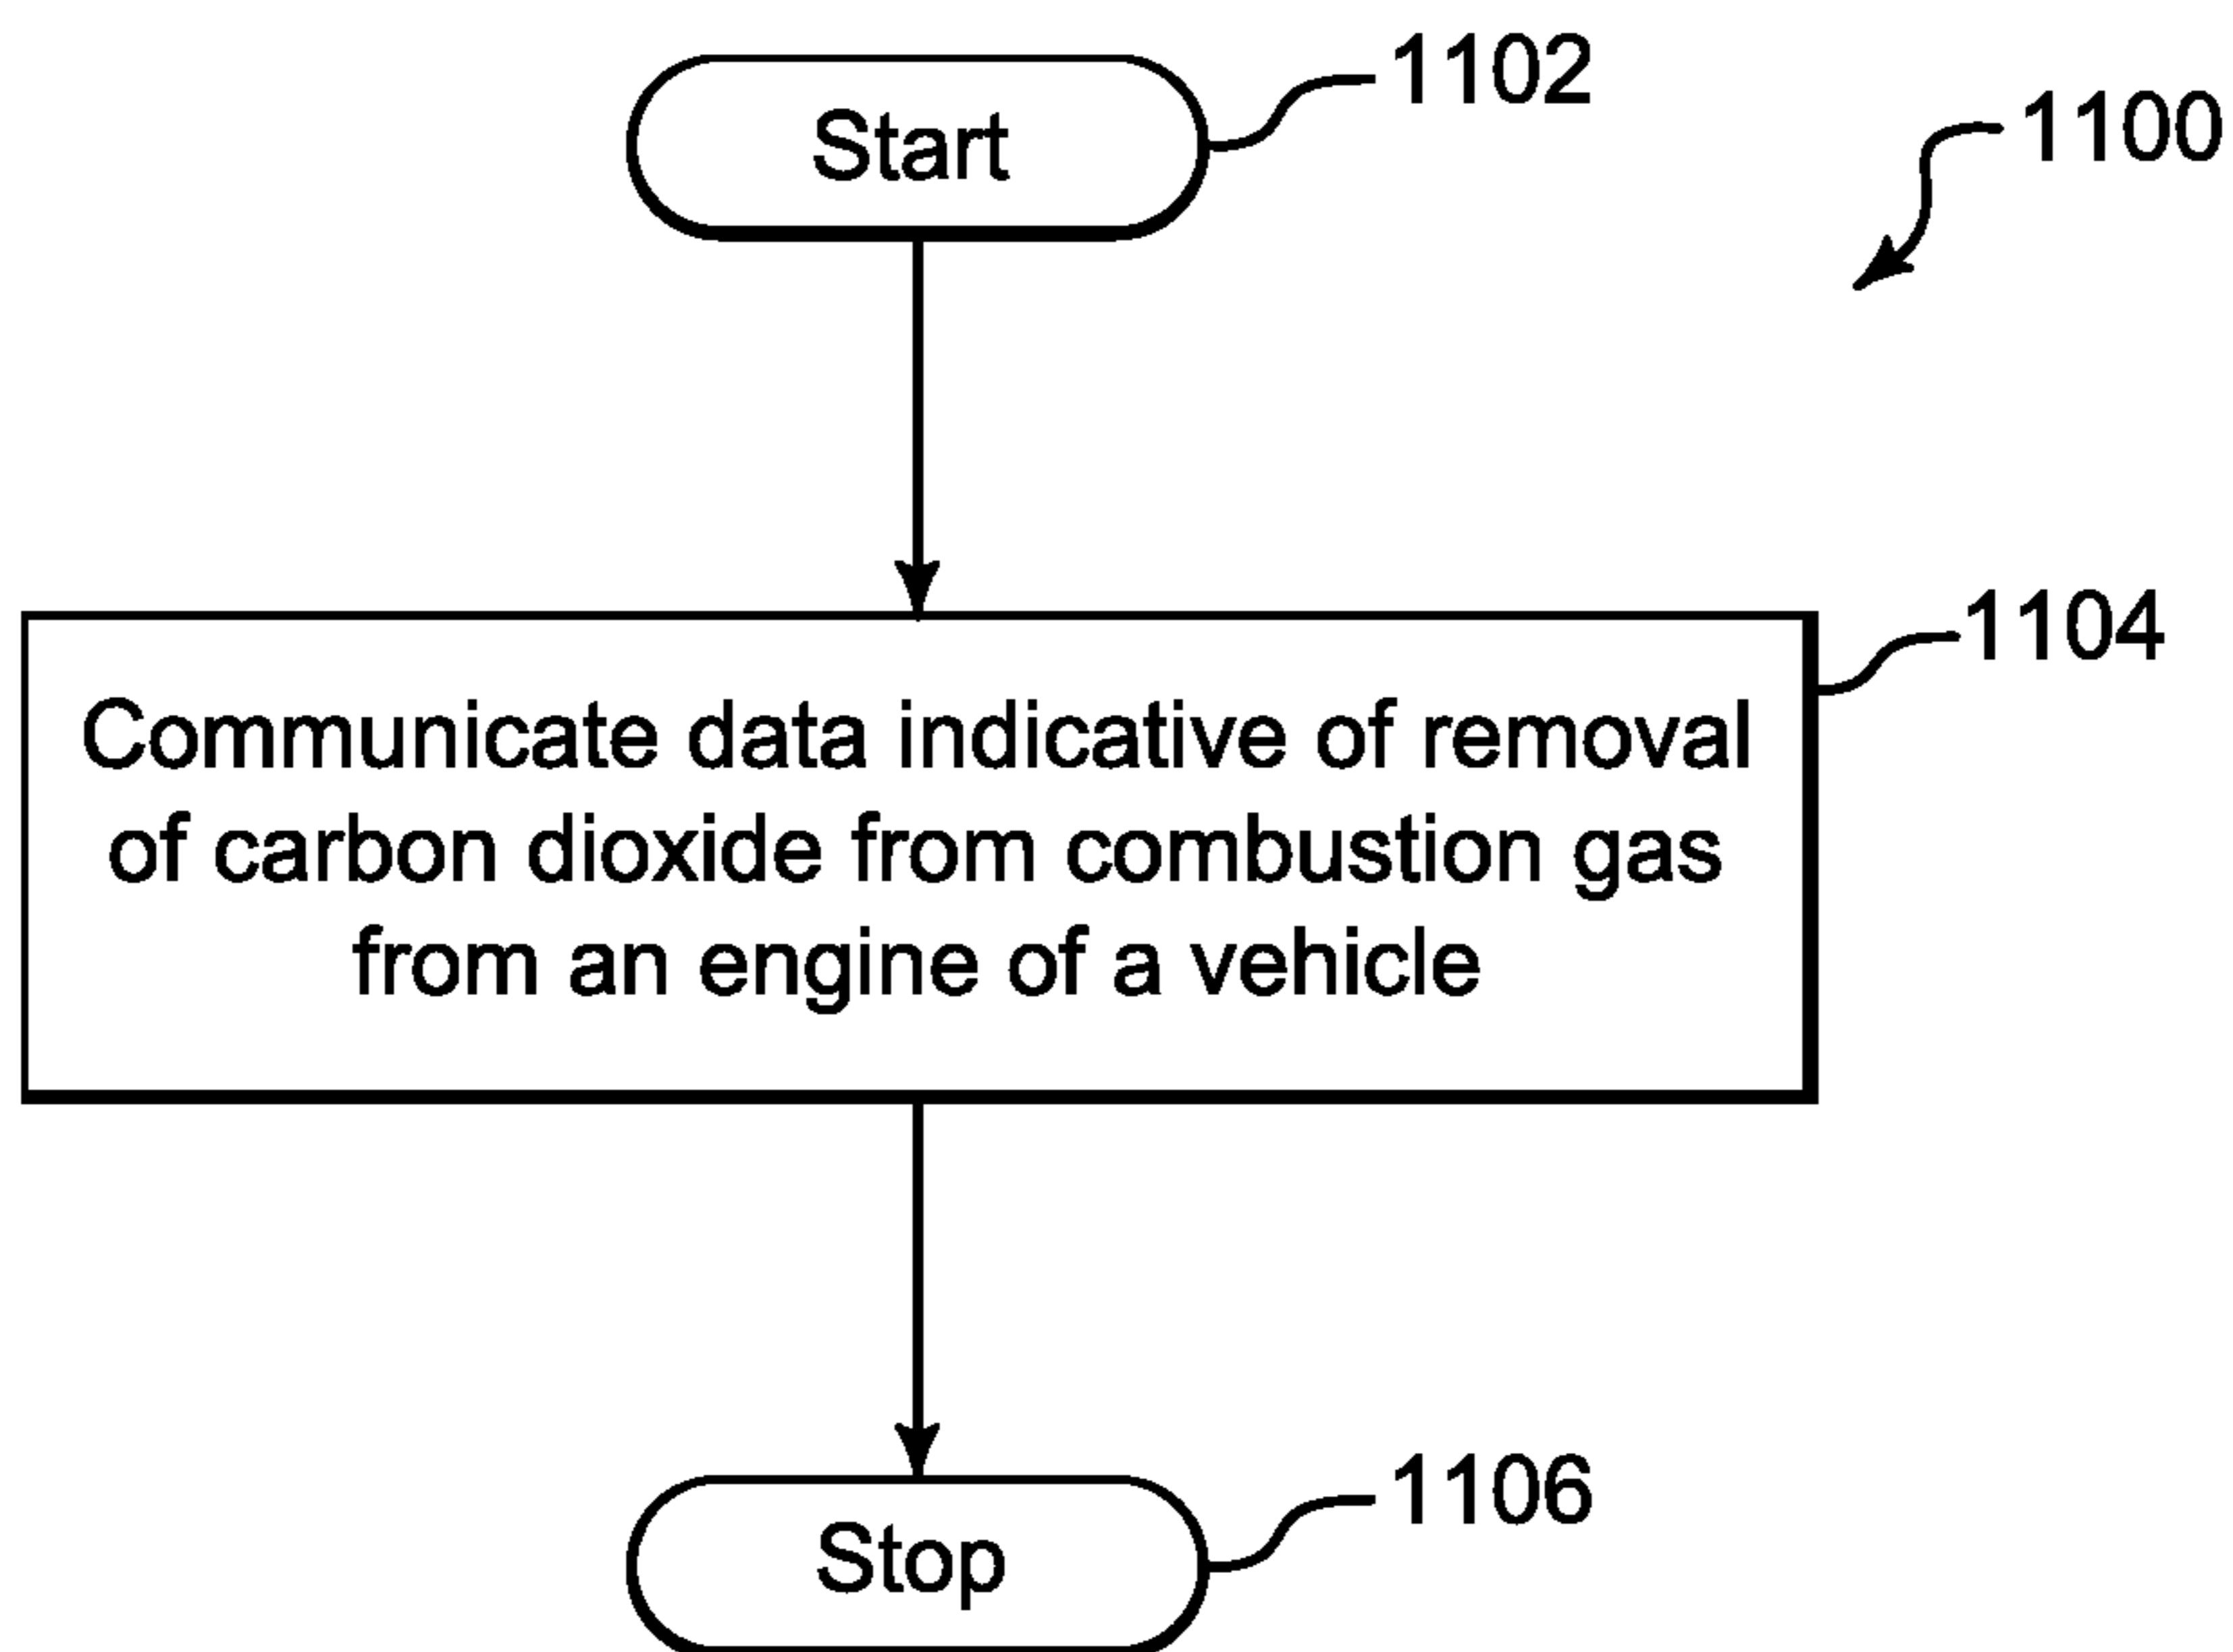 Start
1102
1100
1104
Communicate data indicative of removal
of carbon dioxide from combustion gas
from an engine of a vehicle
1106
Stop